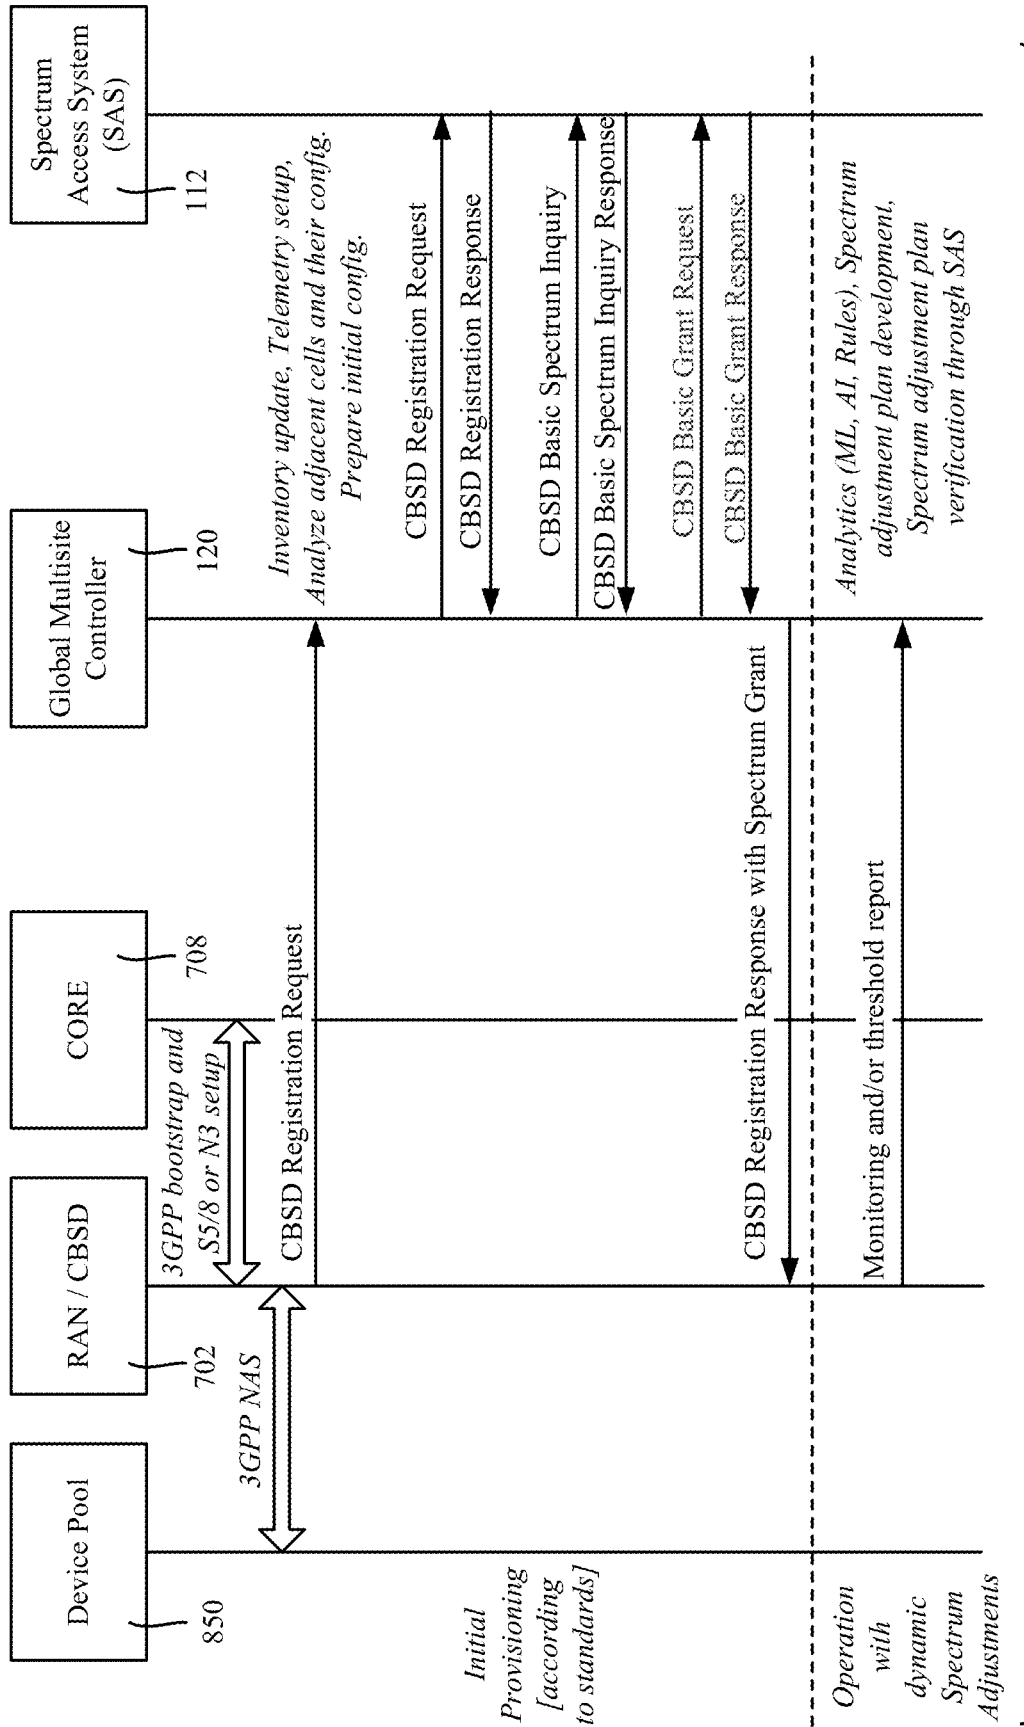 Device Pool
850
RAN / CBSD
702
CORE
708
Global Multisite
Controller
120
Spectrum
Access System
(SAS)
112
3GPP bootstrap and
S5/8 or N3 setup
3GPP NAS
CBSD Registration Request
Inventory update, Telemetry setup,
Analyze adjacent cells and their config.
Prepare initial config.
CBSD Registration Request
CBSD Registration Response
Initial
Provisioning
[according
to standards]
CBSD Basic Spectrum Inquiry
CBSD Basic Spectrum Inquiry Response
CBSD Basic Grant Request
CBSD Basic Grant Response
CBSD Registration Response with Spectrum Grant
Operation
with
dynamic
Spectrum
Adjustments
Monitoring and/or threshold report
Analytics (ML, AI, Rules), Spectrum
adjustment plan development,
Spectrum adjustment plan
verification through SAS